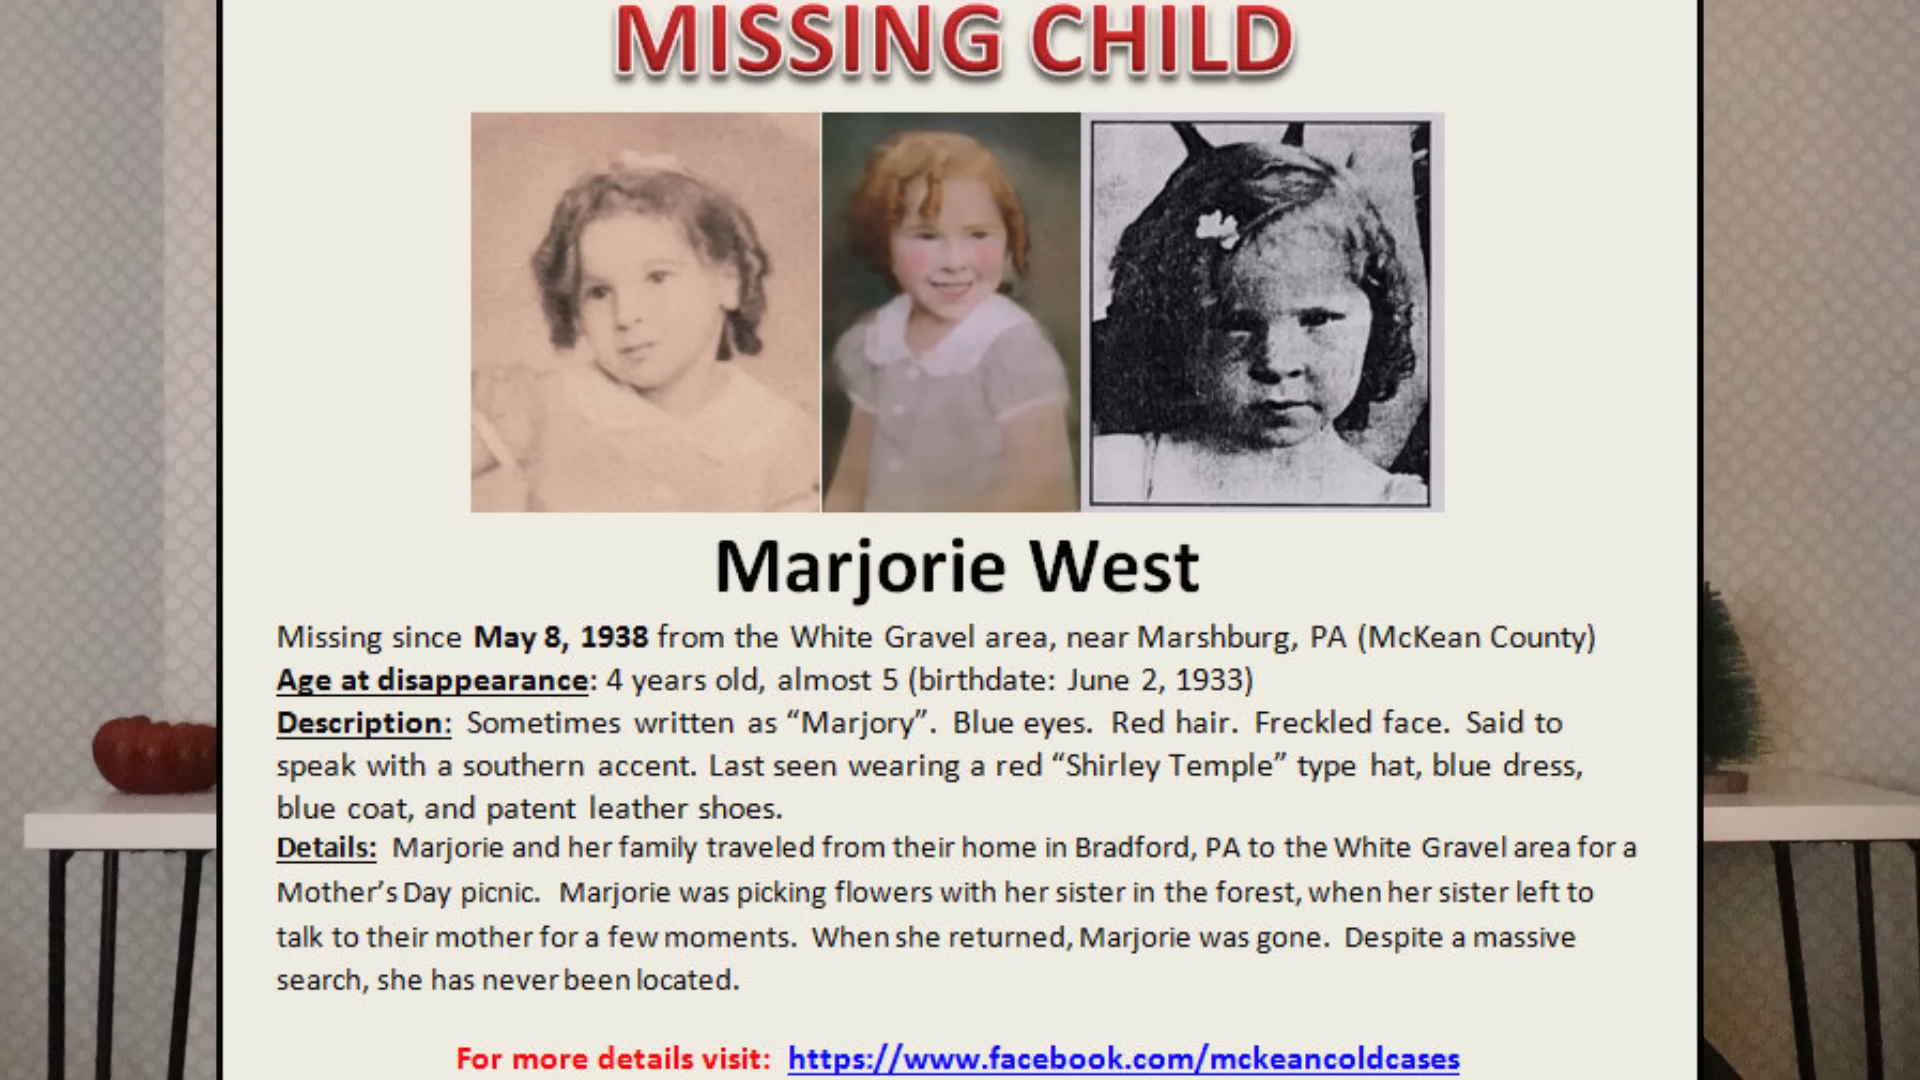 MISSING CHILD
Marjorie West
Missing since May 8, 1938 from the White Gravel area, near Marshburg, PA (McKean County)
Age at disappearance: 4 years old, almost 5 (birthdate: June 2, 1933)
Description: Sometimes written as “Marjory”. Blue eyes. Red hair. Freckled face. Said to
speak with a southern accent. Last seen wearing a red “Shirley Temple” type hat, blue dress,
blue coat, and patent leather shoes.
Details: Marjorie and her family traveled from their home in Bradford, PA to the White Gravel area for a
Mother’s Day picnic. Marjorie was picking flowers with her sister in the forest, when her sister left to
talk to their mother for a few moments. When she returned, Marjorie was gone. Despite a massive
search, she has never been located.
For more details visit: https://www.facebook.com/mckeancoldcases